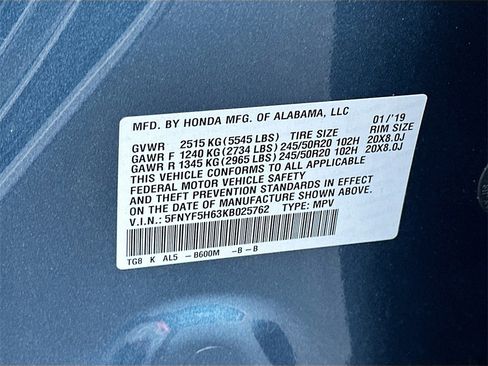 MFD. BY HONDA MFG. OF ALABAMA, LLC 01/'19
GVWR 2515 KG (5545 LBS) TIRE SIZE RIM SIZE
GAWR F 1240 KG (2734 LBS) 245/50R20 102H 20X8.0J
GAWR R 1345 KG (2965 LBS) 245/50R20 102H 20X8.0J
THIS VEHICLE CONFORMS TO ALL APPLICABLE
FEDERAL MOTOR VEHICLE SAFETY
AND THEFT PREVENTION STANDARDS IN EFFECT
ON THE DATE OF MANUFACTURE SHOWN ABOVE.
V.I.N.: 5FNYF5H63KB025762 TYPE: MPV
TG8 K AL5 -B600M -B -B